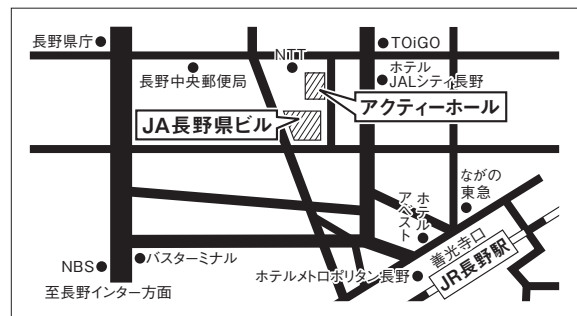 長野県庁
TOiGO
NTT
長野中央郵便局
ホテル
JALシティ長野
アクティーホール
JA長野県ビル
ながの
東急
ホテル
アベスト
善光寺口
JR長野駅
バスターミナル
NBS
ホテルメトロポリタン長野
至長野インター方面